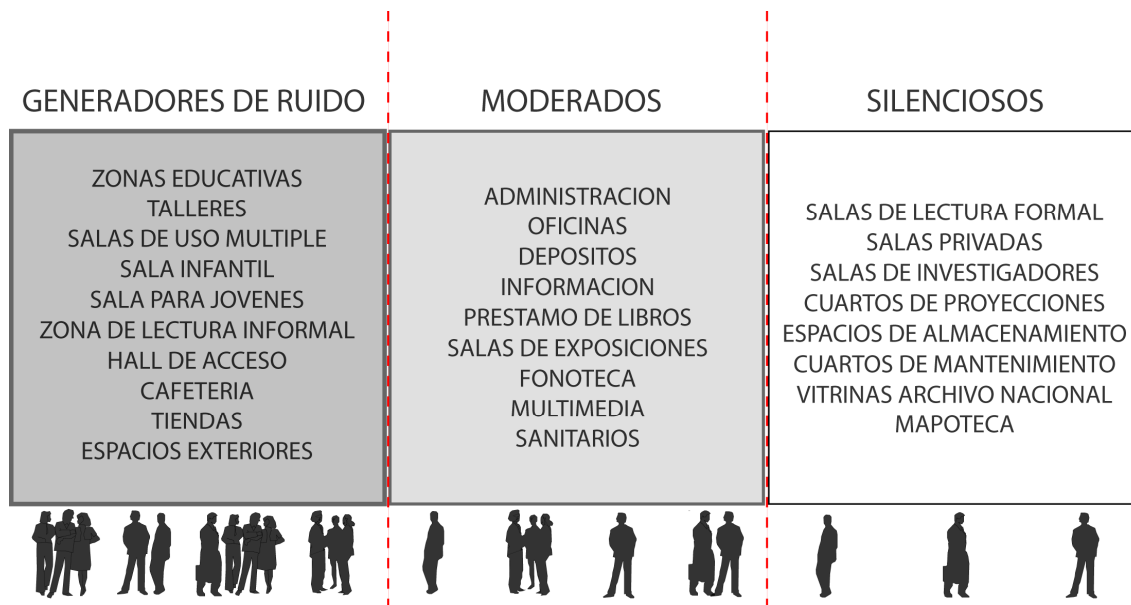 GENERADORES DE RUIDO
ZONAS EDUCATIVAS
TALLERES
SALAS DE USO MULTIPLE
SALA INFANTIL
SALA PARA JOVENES
ZONA DE LECTURA INFORMAL
HALL DE ACCESO
CAFETERIA
TIENDAS
ESPACIOS EXTERIORES
MODERADOS
ADMINISTRACION
OFICINAS
DEPOSITOS
INFORMACION
PRESTAMO DE LIBROS
SALAS DE EXPOSICIONES
FONOTECA
MULTIMEDIA
SANITARIOS
SILENCIOSOS
SALAS DE LECTURA FORMAL
SALAS PRIVADAS
SALAS DE INVESTIGADORES
CUARTOS DE PROYECCIONES
ESPACIOS DE ALMACENAMIENTO
CUARTOS DE MANTENIMIENTO
VITRINAS ARCHIVO NACIONAL
MAPOTECA